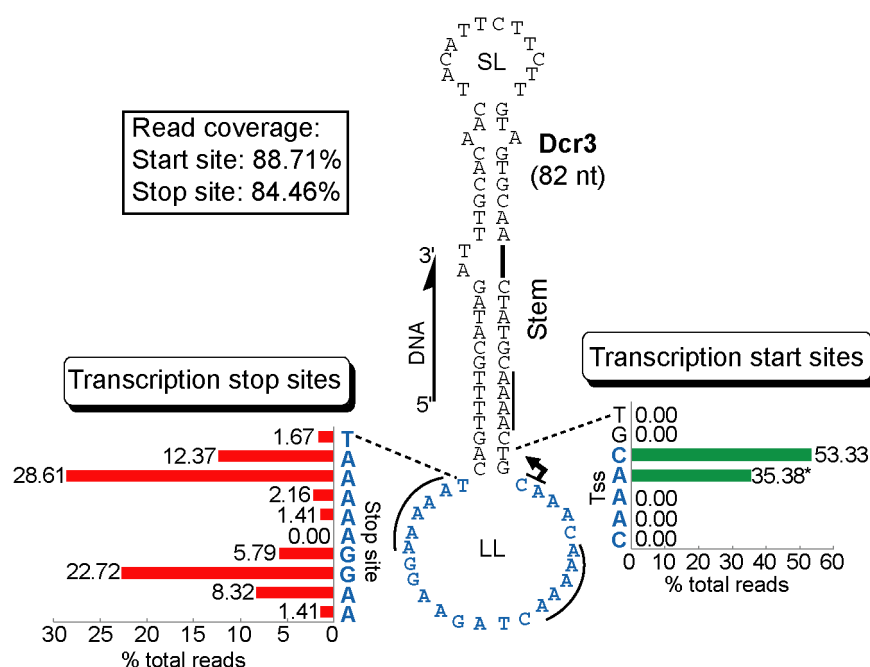 T A C A T T C T T C T T
SL
Read coverage:
Start site: 88.71%
Stop site: 84.46%
Dcr3
(82 nt)
3'
DNA
5'
Stem
CTATGCAAAACTG
Transcription stop sites
Transcription start sites
1.67 T
12.37 A
28.61 A
2.16 A
1.41 A
0.00 A
5.79 G
22.72 G
8.32 A
1.41 A
Stop site
30 25 20 15 10 5 0
% total reads
T A A A A A G G A A G A T C A A A A C A A A C
LL
Tss
T 0.00
G 0.00
C 53.33
A 35.38*
A 0.00
A 0.00
C 0.00
0 10 20 30 40 50 60
% total reads